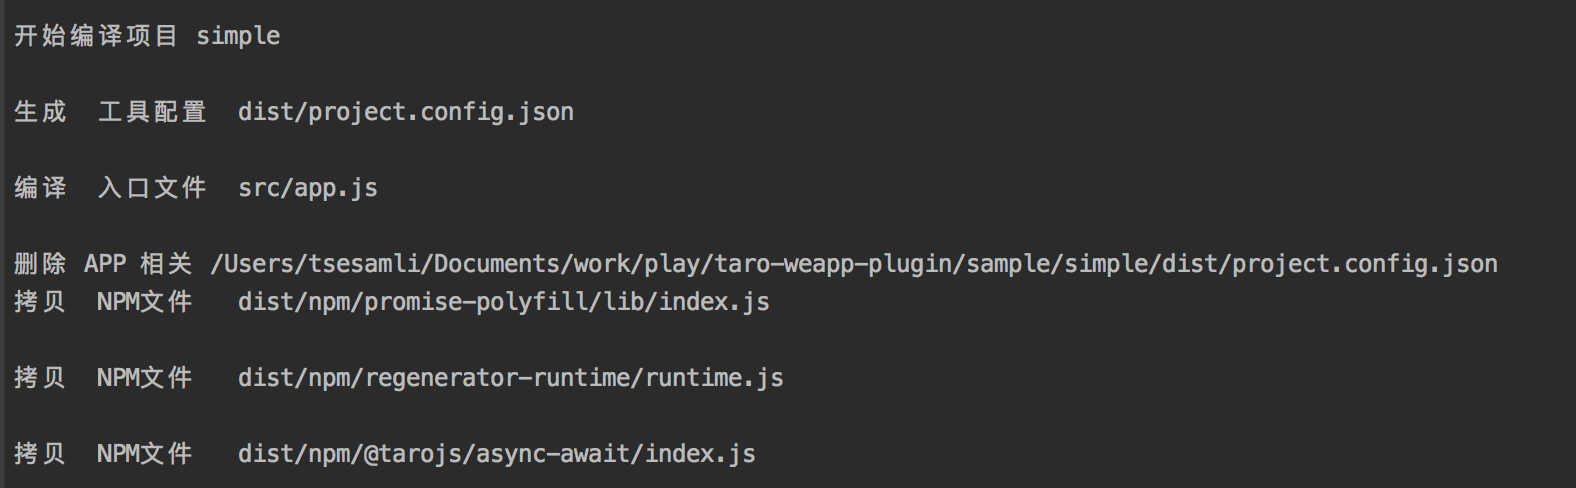 开始编译项目 simple
生成  工具配置  dist/project.config.json
编译  入口文件  src/app.js
删除 APP 相关 /Users/tsesamli/Documents/work/play/taro-weapp-plugin/sample/simple/dist/project.config.json
拷贝  NPM文件   dist/npm/promise-polyfill/lib/index.js
拷贝  NPM文件   dist/npm/regenerator-runtime/runtime.js
拷贝  NPM文件   dist/npm/@tarojs/async-await/index.js